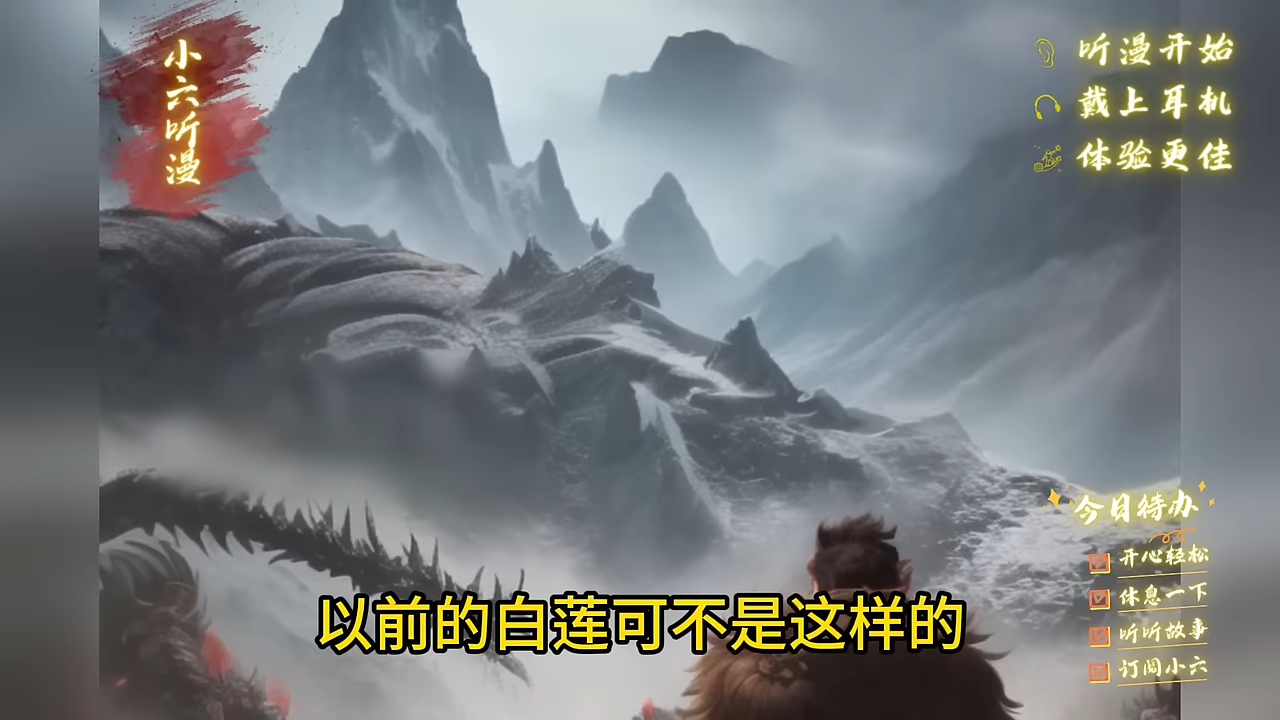 小六听漫
听漫开始
戴上耳机
体验更佳
今日待办
开心轻松
休息一下
听听故事
订阅小六
以前的白莲可不是这样的